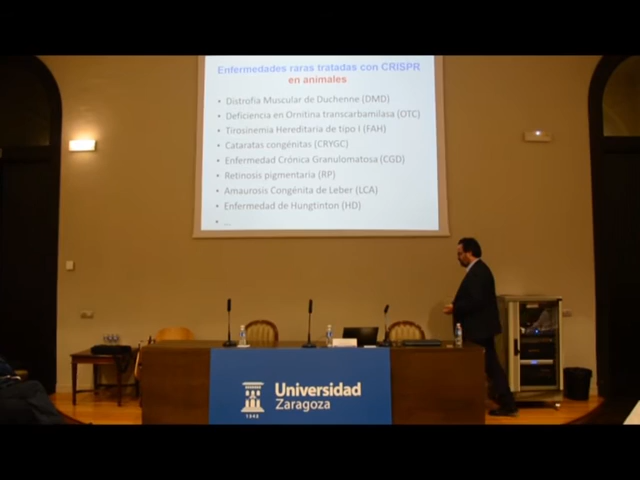 Enfermedades raras tratadas con CRISPR
en animales
• Distrofia Muscular de Duchenne (DMD)
• Deficiencia en Ornitina transcarbamilasa (OTC)
• Tirosinemia Hereditaria de tipo I (FAH)
• Cataratas congénitas (CRYGC)
• Enfermedad Crónica Granulomatosa (CGD)
• Retinosis pigmentaria (RP)
• Amaurosis Congénita de Leber (LCA)
• Enfermedad de Hungtinton (HD)
• ...
Universidad
Zaragoza
1542